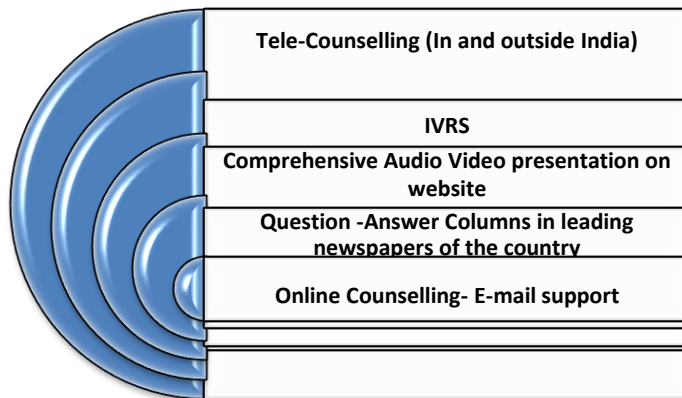 Tele-Counselling (In and outside India)
IVRS
Comprehensive Audio Video presentation on
website
Question -Answer Columns in leading
newspapers of the country
Online Counselling- E-mail support